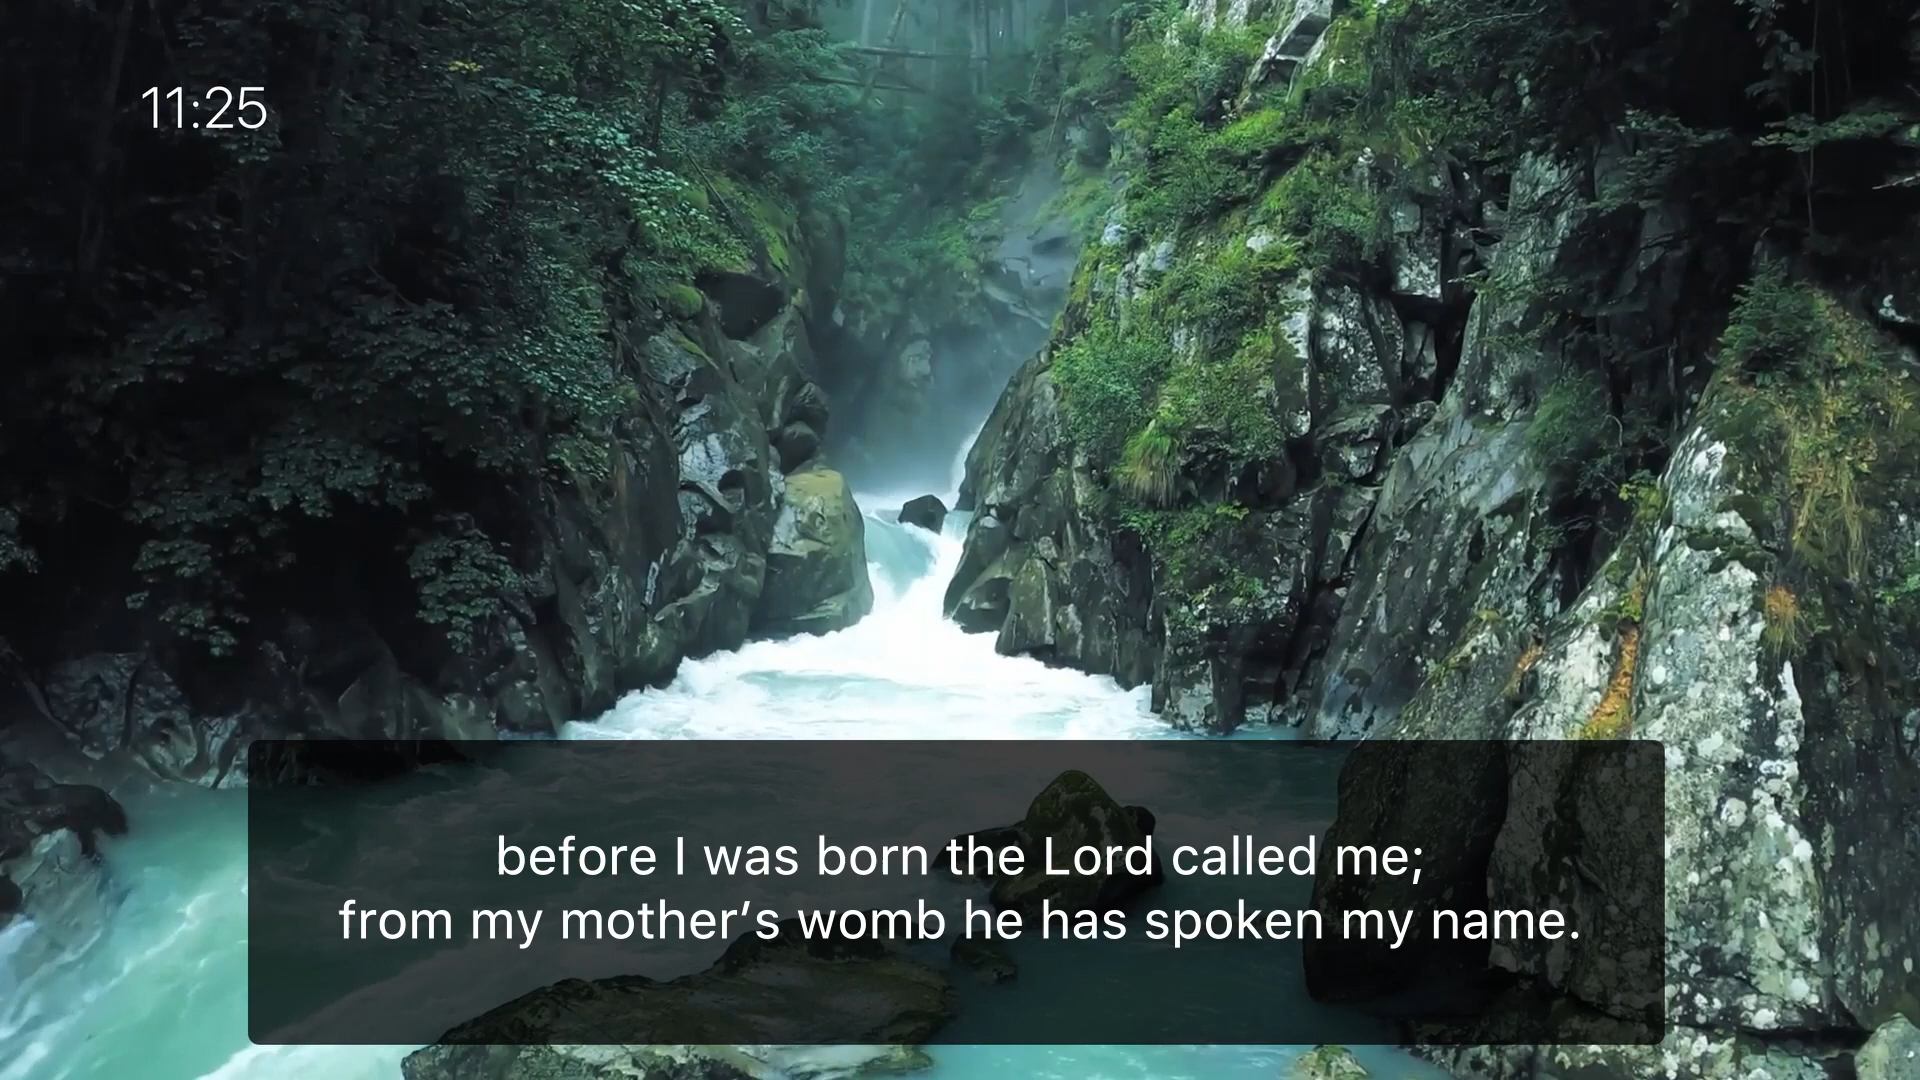 11:25
before I was born the Lord called me;
from my mother’s womb he has spoken my name.